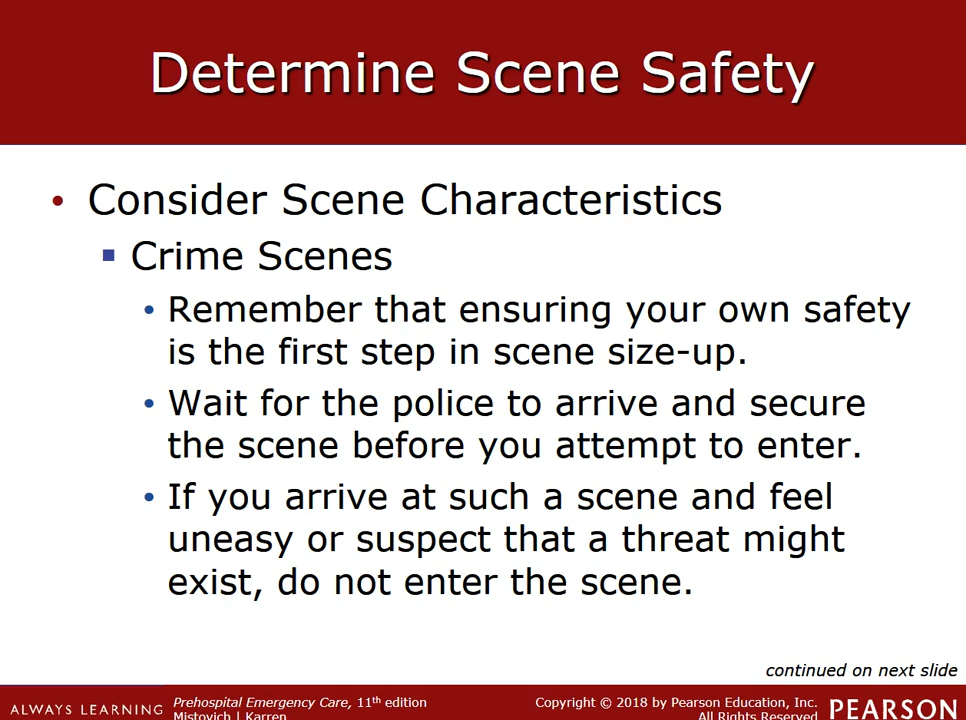 Determine Scene Safety
• Consider Scene Characteristics
▪ Crime Scenes
• Remember that ensuring your own safety
is the first step in scene size-up.
• Wait for the police to arrive and secure
the scene before you attempt to enter.
• If you arrive at such a scene and feel
uneasy or suspect that a threat might
exist, do not enter the scene.
continued on next slide
ALWAYS LEARNING
Prehospital Emergency Care, 11th edition
Mistovich | Karren
Copyright © 2018 by Pearson Education, Inc.
All Rights Reserved
PEARSON